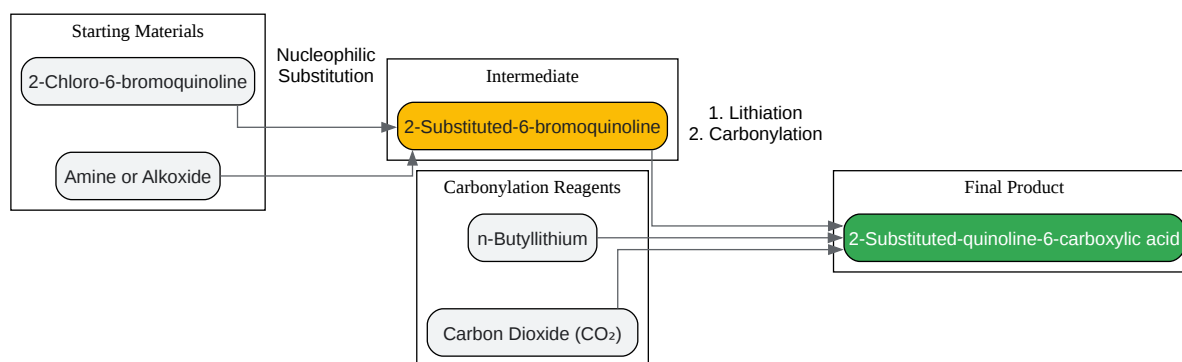 Starting Materials
2-Chloro-6-bromoquinoline
Amine or Alkoxide
Nucleophilic
Substitution
Intermediate
2-Substituted-6-bromoquinoline
1. Lithiation
2. Carbonylation
Carbonylation Reagents
n-Butyllithium
Carbon Dioxide (CO₂)
Final Product
2-Substituted-quinoline-6-carboxylic acid